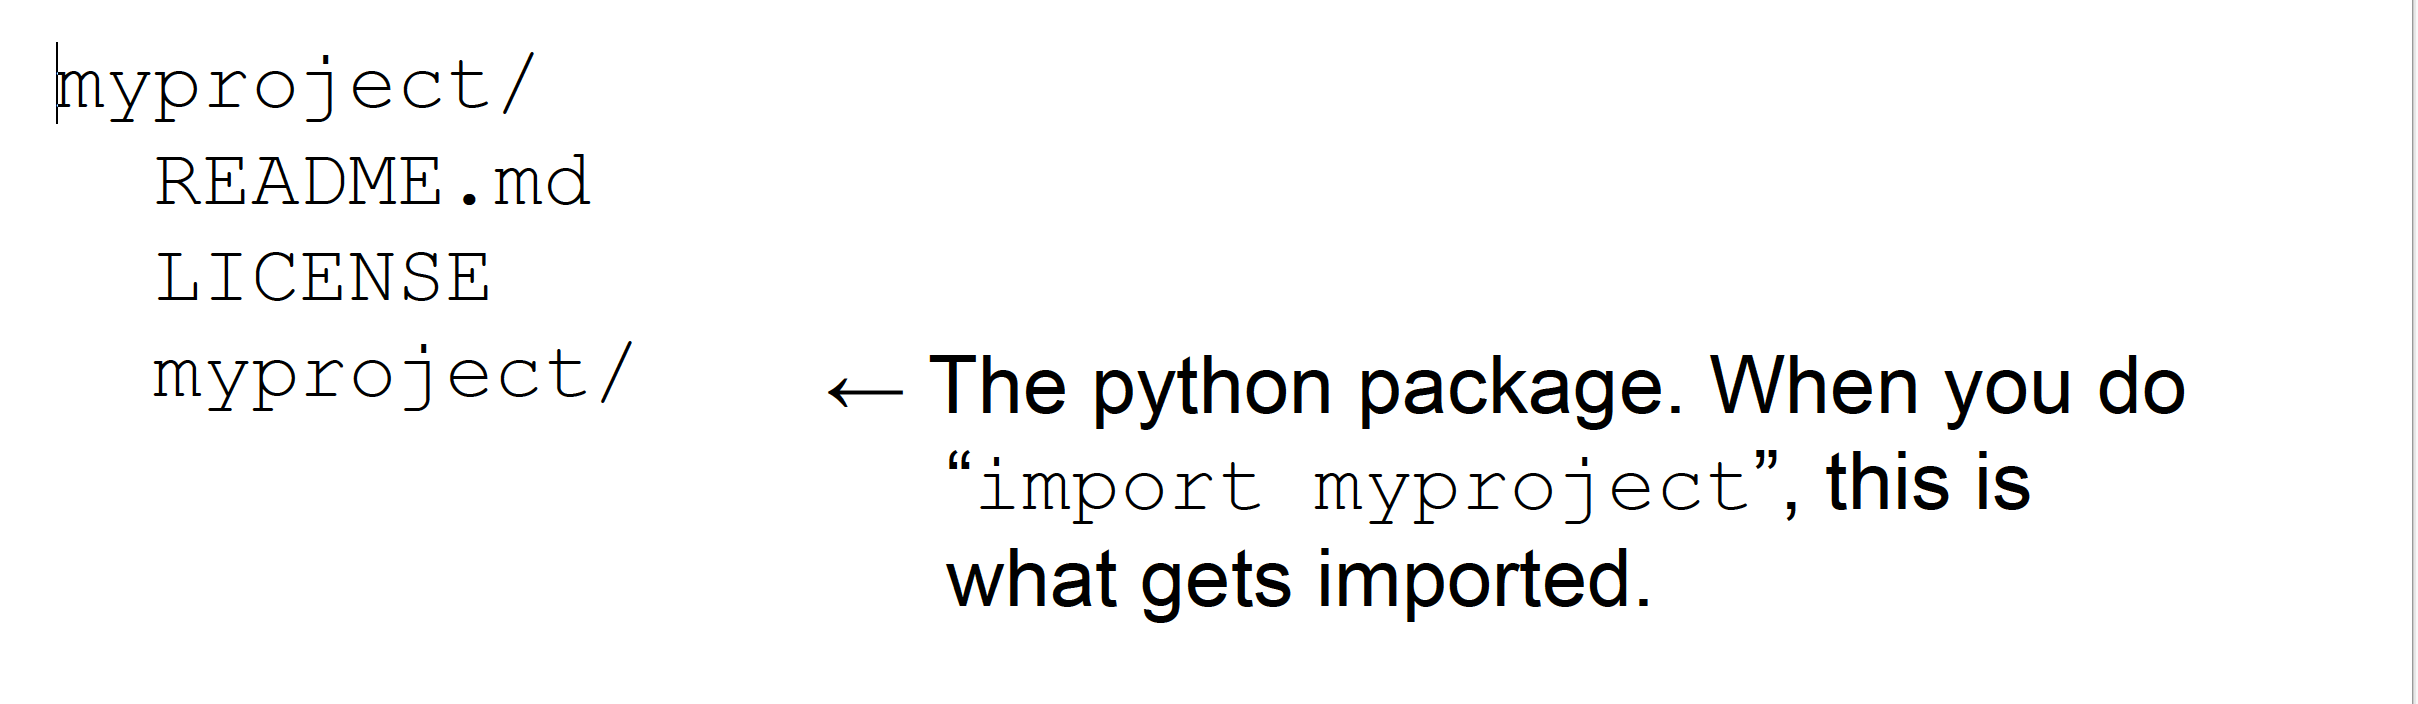 myproject/
README.md
LICENSE
myproject/ ← The python package. When you do
“import myproject”, this is
what gets imported.